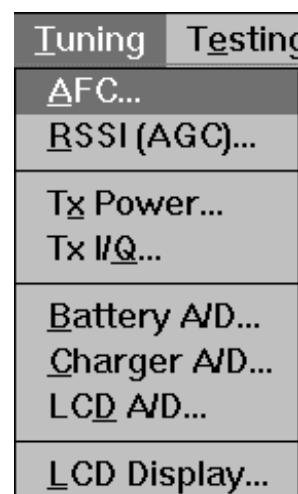 Tuning Testing
AFC...
RSSI (AGC)...
Tx Power...
Tx I/Q...
Battery A/D...
Charger A/D...
LCD A/D...
LCD Display...